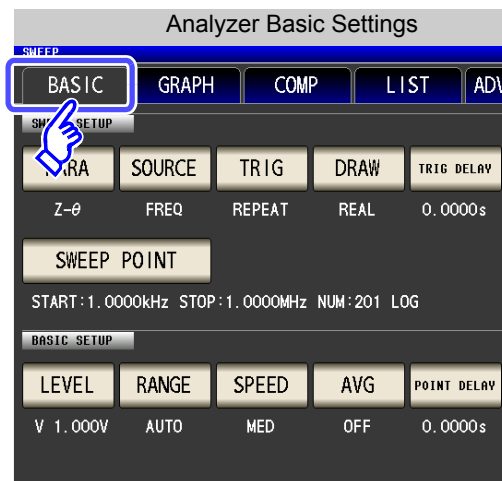 Analyzer Basic Settings
SWEEP
BASIC GRAPH COMP LIST ADV
SETUP
RA SOURCE TRIG DRAW TRIG DELAY
Z-θ FREQ REPEAT REAL 0.0000s
SWEEP POINT
START:1.0000kHz STOP:1.0000MHz NUM:201 LOG
BASIC SETUP
LEVEL RANGE SPEED AVG POINT DELAY
V 1.000V AUTO MED OFF 0.0000s